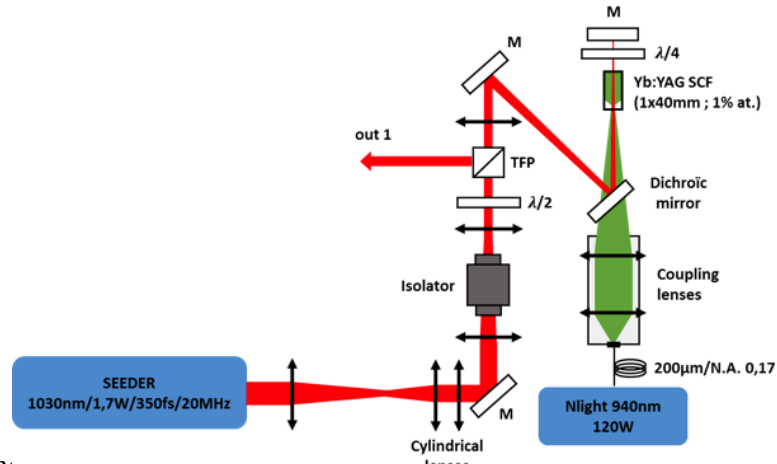 M
M
λ/4
Yb:YAG SCF
(1x40mm ; 1% at.)
out 1
TFP
λ/2
Dichroïc
mirror
Isolator
Coupling
lenses
SEEDER
1030nm/1,7W/350fs/20MHz
M
200µm/N.A. 0,17
Nlight 940nm
120W
Cylindrical